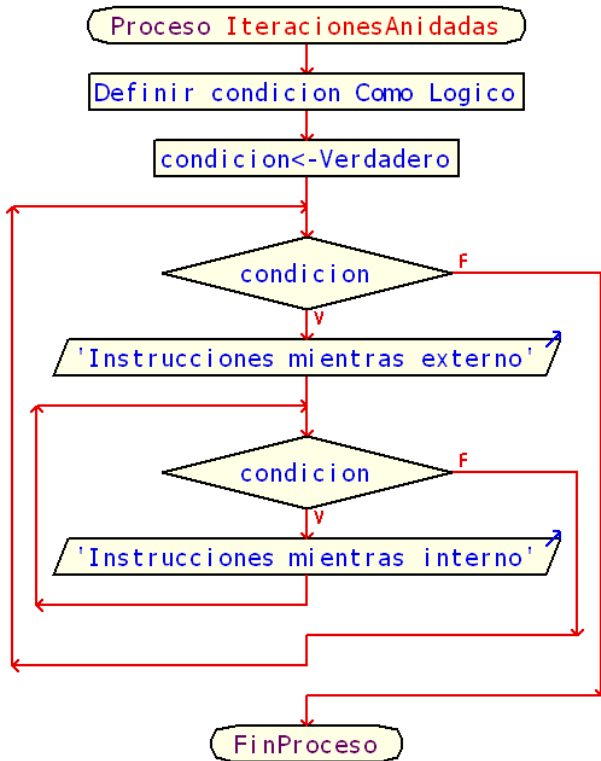 Proceso IteracionesAnidadas
Definir condicion Como Logico
condicion<-Verdadero
condicion
F
V
'Instrucciones mientras externo'
condicion
F
V
'Instrucciones mientras interno'
FinProceso